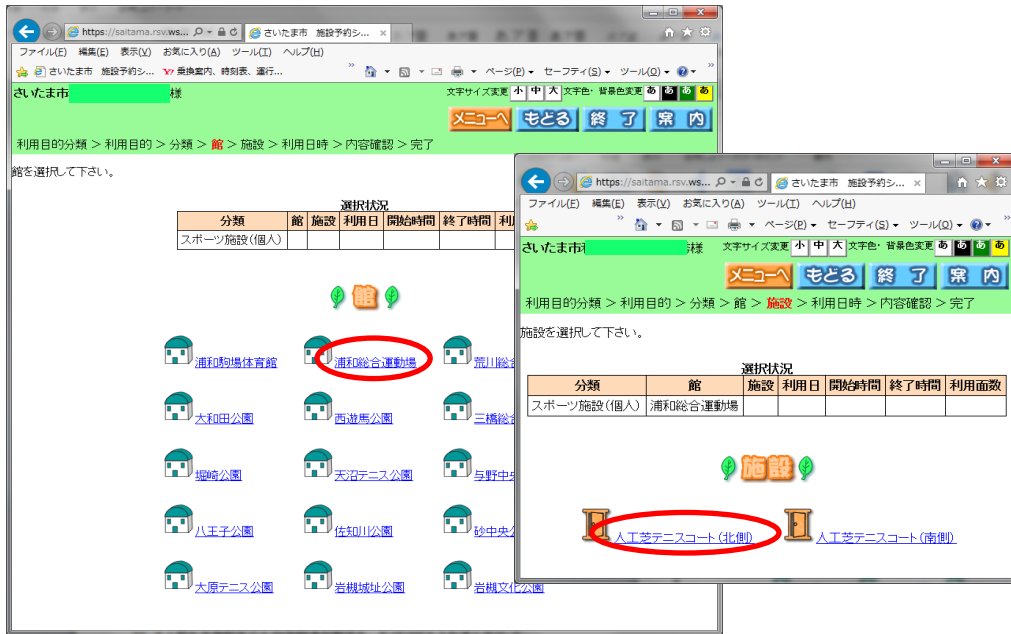 https://saitama.rsv.ws...
さいたま市 施設予約シ...
ファイル(F) 編集(E) 表示(V) お気に入り(A) ツール(T) ヘルプ(H)
さいたま市 施設予約シ... 乗換案内、時刻表、運行... ページ(P) セーフティ(S) ツール(O)
さいたま市 様 文字サイズ変更 小 中 大 文字色・背景色変更 あ あ あ あ
メニューへ もどる 終了 案内
利用目的分類 > 利用目的 > 分類 > 館 > 施設 > 利用日時 > 内容確認 > 完了
館を選択して下さい。
選択状況
分類 館 施設 利用日 開始時間 終了時間
スポーツ施設(個人)
館
浦和駒場体育館 浦和総合運動場 荒川総
大和田公園 西遊馬公園 三橋総
堀崎公園 天沼テニス公園 与野中
八王子公園 佐知川公園 砂中央
大原テニス公園 岩槻城址公園 岩槻文化公園
https://saitama.rsv.ws...
さいたま市 施設予約シ...
ファイル(F) 編集(E) 表示(V) お気に入り(A) ツール(T) ヘルプ(H)
ページ(P) セーフティ(S) ツール(O)
さいたま市 様 文字サイズ変更 小 中 大 文字色・背景色変更 あ あ あ あ
メニューへ もどる 終了 案内
利用目的分類 > 利用目的 > 分類 > 館 > 施設 > 利用日時 > 内容確認 > 完了
施設を選択して下さい。
選択状況
分類 館 施設 利用日 開始時間 終了時間 利用面数
スポーツ施設(個人) 浦和総合運動場
施設
人工芝テニスコート(北側) 人工芝テニスコート(南側)